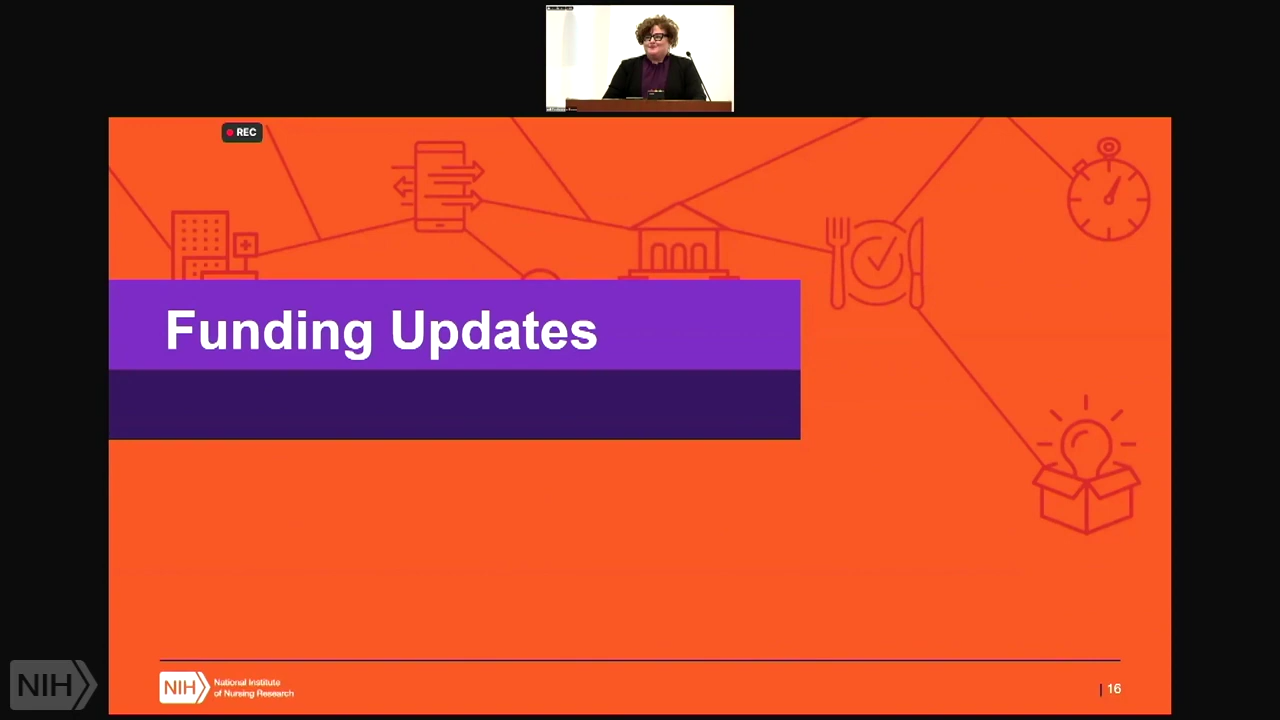 REC
Funding Updates
NIH
National Institute
of Nursing Research
| 16
NIH